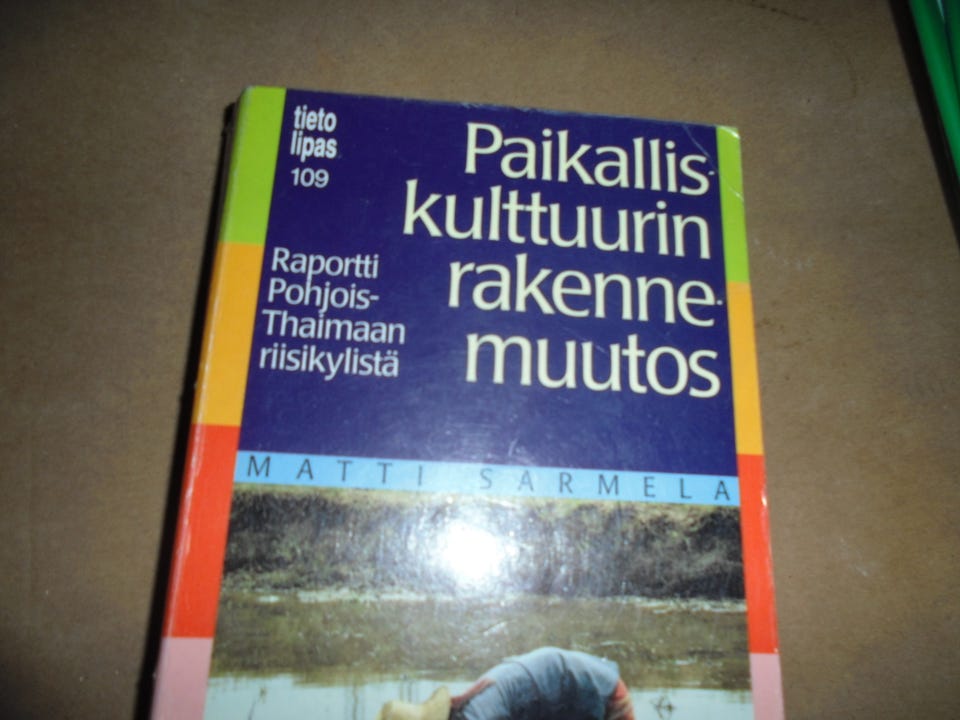 tieto
lipas
109
Paikallis-
kulttuurin
rakenne-
muutos
Raportti
Pohjois-
Thaimaan
riisikylistä
MATTI SARMELA